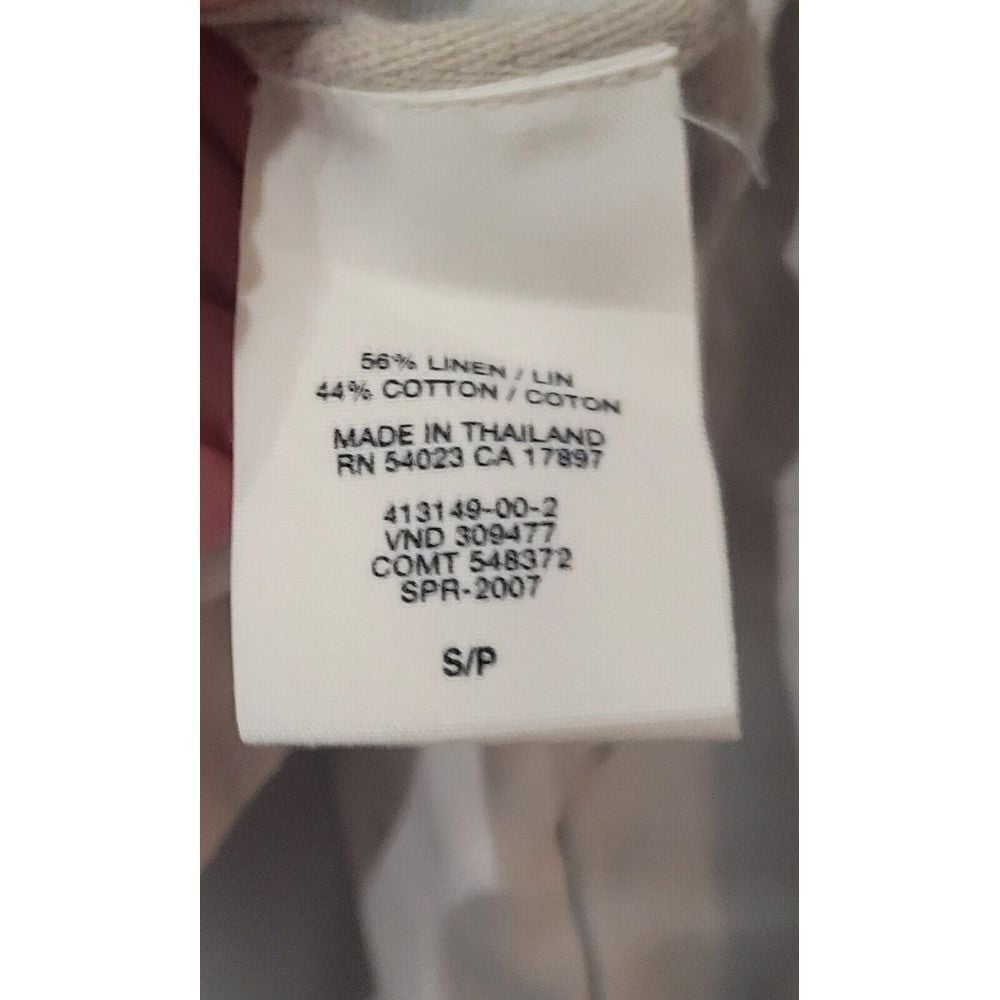 56% LINEN / LIN
44% COTTON / COTON
MADE IN THAILAND
RN 54023 CA 17897
413149-00-2
VND 309477
COMT 548372
SPR-2007
S/P